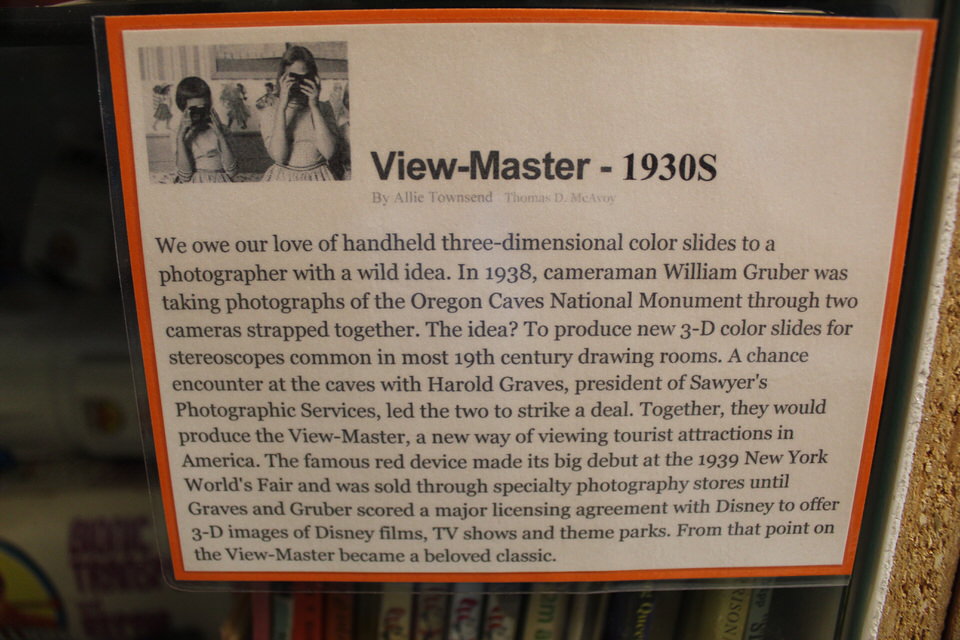 View-Master - 1930S
By Allie Townsend Thomas D. McAvoy
We owe our love of handheld three-dimensional color slides to a
photographer with a wild idea. In 1938, cameraman William Gruber was
taking photographs of the Oregon Caves National Monument through two
cameras strapped together. The idea? To produce new 3-D color slides for
stereoscopes common in most 19th century drawing rooms. A chance
encounter at the caves with Harold Graves, president of Sawyer's
Photographic Services, led the two to strike a deal. Together, they would
produce the View-Master, a new way of viewing tourist attractions in
America. The famous red device made its big debut at the 1939 New York
World's Fair and was sold through specialty photography stores until
Graves and Gruber scored a major licensing agreement with Disney to offer
3-D images of Disney films, TV shows and theme parks. From that point on
the View-Master became a beloved classic.
BIONIC